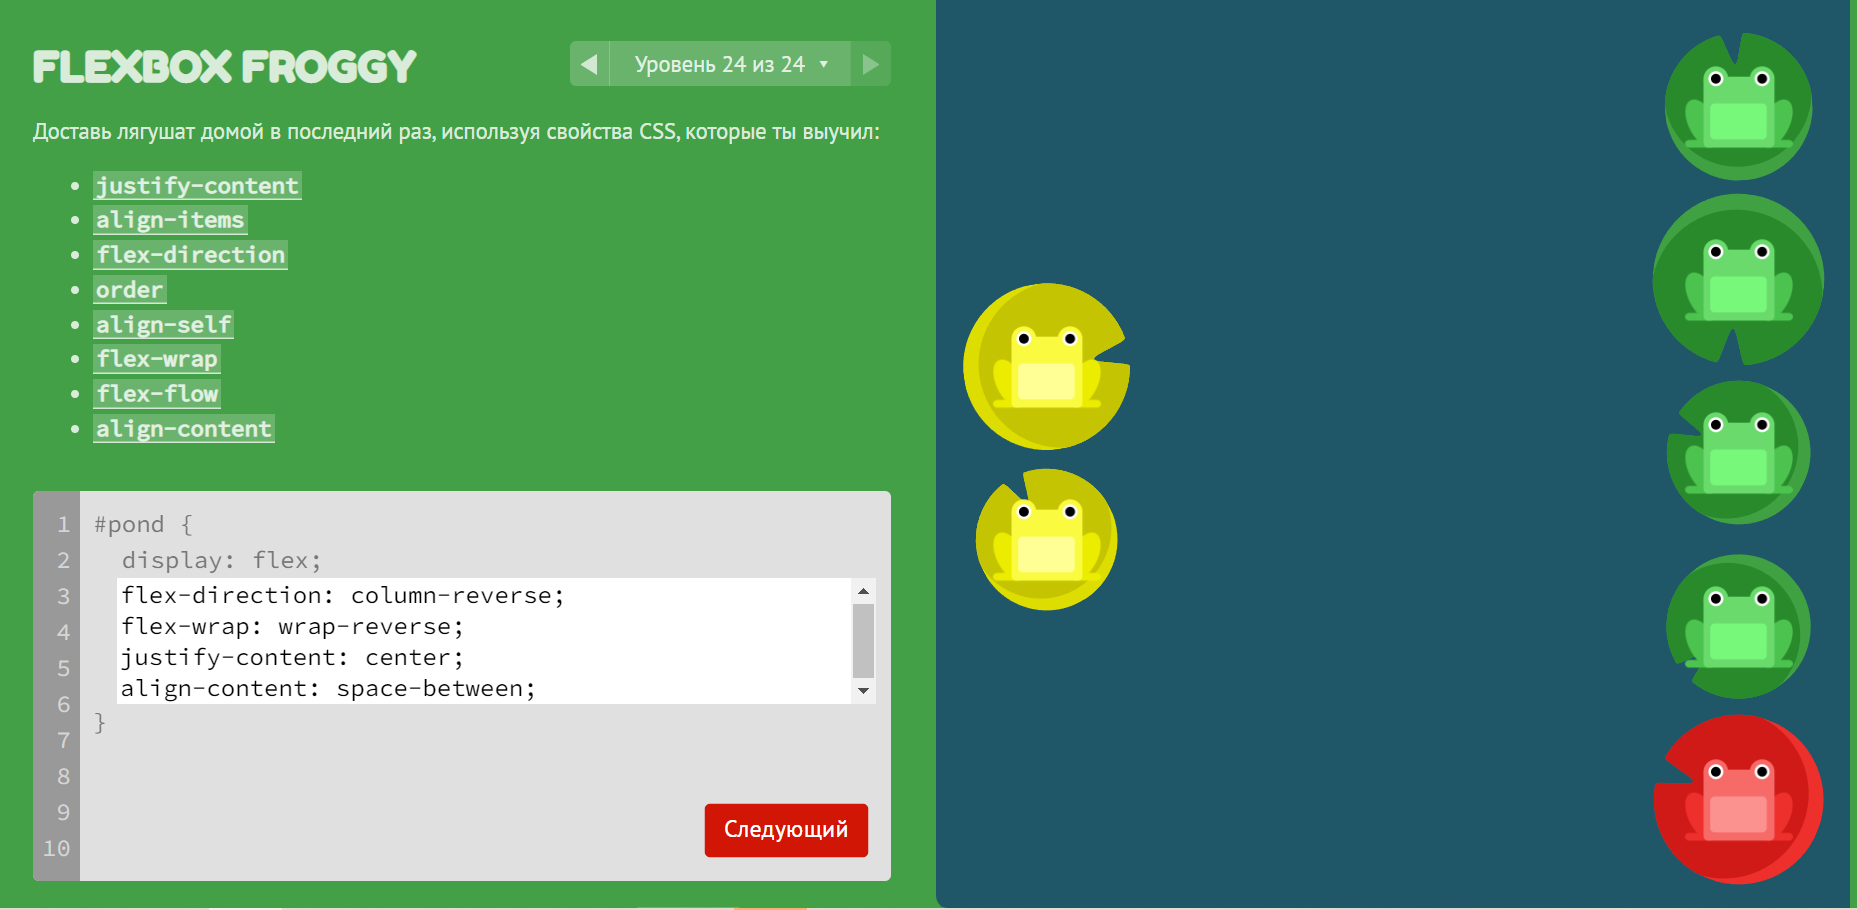 FLEXBOX FROGGY
◀ Уровень 24 из 24 ▼ ▶
Доставь лягушат домой в последний раз, используя свойства CSS, которые ты выучил:
• justify-content
• align-items
• flex-direction
• order
• align-self
• flex-wrap
• flex-flow
• align-content
1 #pond {
2 display: flex;
3 flex-direction: column-reverse;
4 flex-wrap: wrap-reverse;
5 justify-content: center;
6 align-content: space-between;
7 }
8
9
10
Следующий